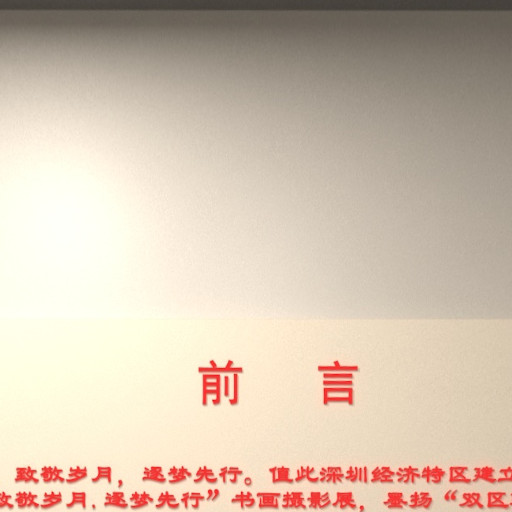 前 言
致敬岁月，逐梦先行。值此深圳经济特区建立
致敬岁月，逐梦先行”书画摄影展，
扬“双区